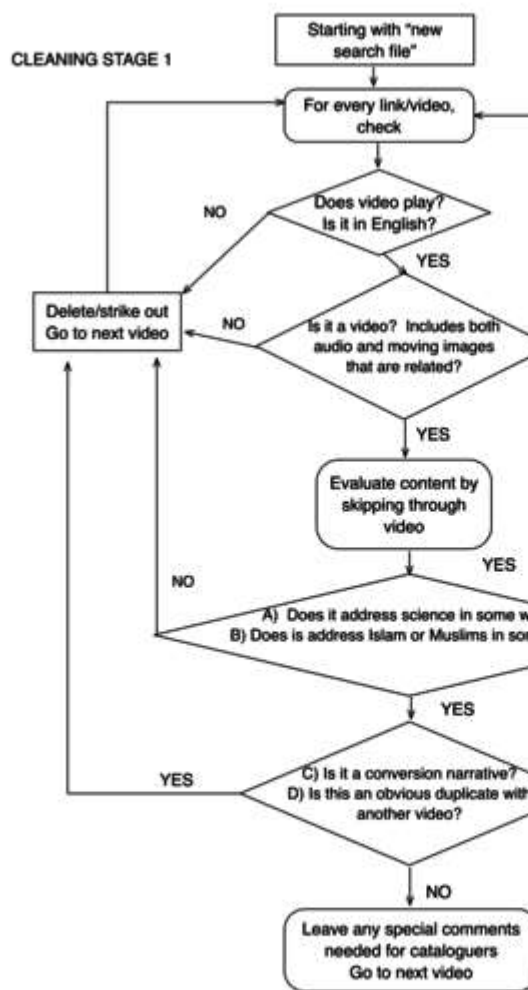 CLEANING STAGE 1
Starting with "new
search file"
For every link/video,
check
Does video play?
Is it in English?
NO
YES
Delete/strike out
Go to next video
NO
Is it a video? Includes both
audio and moving images
that are related?
YES
Evaluate content by
skipping through
video
YES
NO
A) Does it address science in some w
B) Does is address Islam or Muslims in so
YES
YES
C) Is it a conversion narrative?
D) Is this an obvious duplicate with
another video?
NO
Leave any special comments
needed for cataloguers
Go to next video